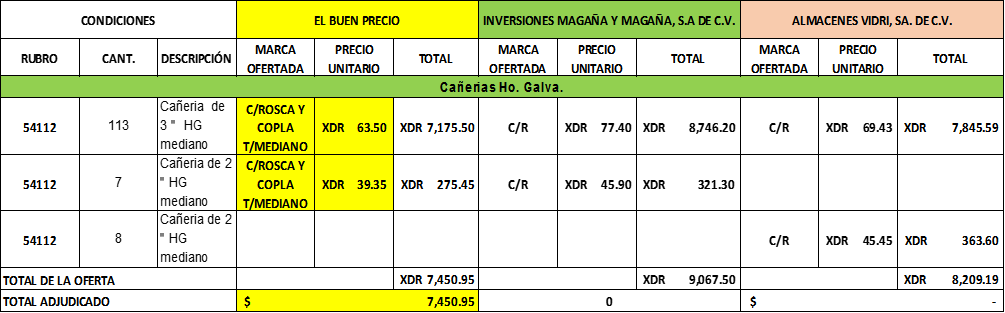 CONDICIONES EL BUEN PRECIO INVERSIONES MAGAÑA Y MAGAÑA, S.A DE C.V. ALMACENES VIDRI, SA. DE C.V.
RUBRO CANT. DESCRIPCIÓN MARCA OFERTADA PRECIO UNITARIO TOTAL MARCA OFERTADA PRECIO UNITARIO TOTAL MARCA OFERTADA PRECIO UNITARIO TOTAL
Cañerias Ho. Galva.
54112 113 Cañeria de 3 " HG mediano C/ROSCA Y COPLA T/MEDIANO XDR 63.50 XDR 7,175.50 C/R XDR 77.40 XDR 8,746.20 C/R XDR 69.43 XDR 7,845.59
54112 7 Cañeria de 2 " HG mediano C/ROSCA Y COPLA T/MEDIANO XDR 39.35 XDR 275.45 C/R XDR 45.90 XDR 321.30
54112 8 Cañeria de 2 " HG mediano C/R XDR 45.45 XDR 363.60
TOTAL DE LA OFERTA XDR 7,450.95 XDR 9,067.50 XDR 8,209.19
TOTAL ADJUDICADO $ 7,450.95 0 $ -